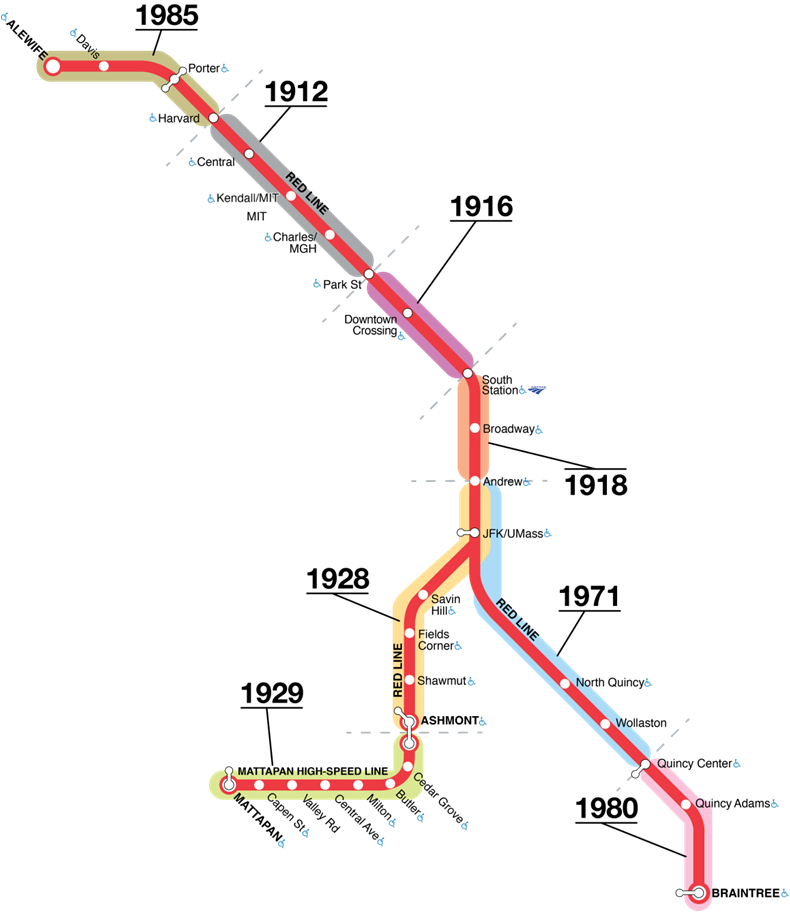 1985
ALEWIFE
Davis
Porter
Harvard
1912
Central
RED LINE
Kendall/MIT
MIT
Charles/
MGH
1916
Park St
Downtown
Crossing
South
Station
Broadway
1918
Andrew
JFK/UMass
1928
Savin
Hill
1971
RED LINE
Fields
Corner
RED LINE
Shawmut
North Quincy
1929
ASHMONT
Wollaston
Quincy Center
MATTAPAN HIGH-SPEED LINE
MATTAPAN
Capen St
Valley Rd
Central Ave
Milton
Butler
Cedar Grove
1980
Quincy Adams
BRAINTREE